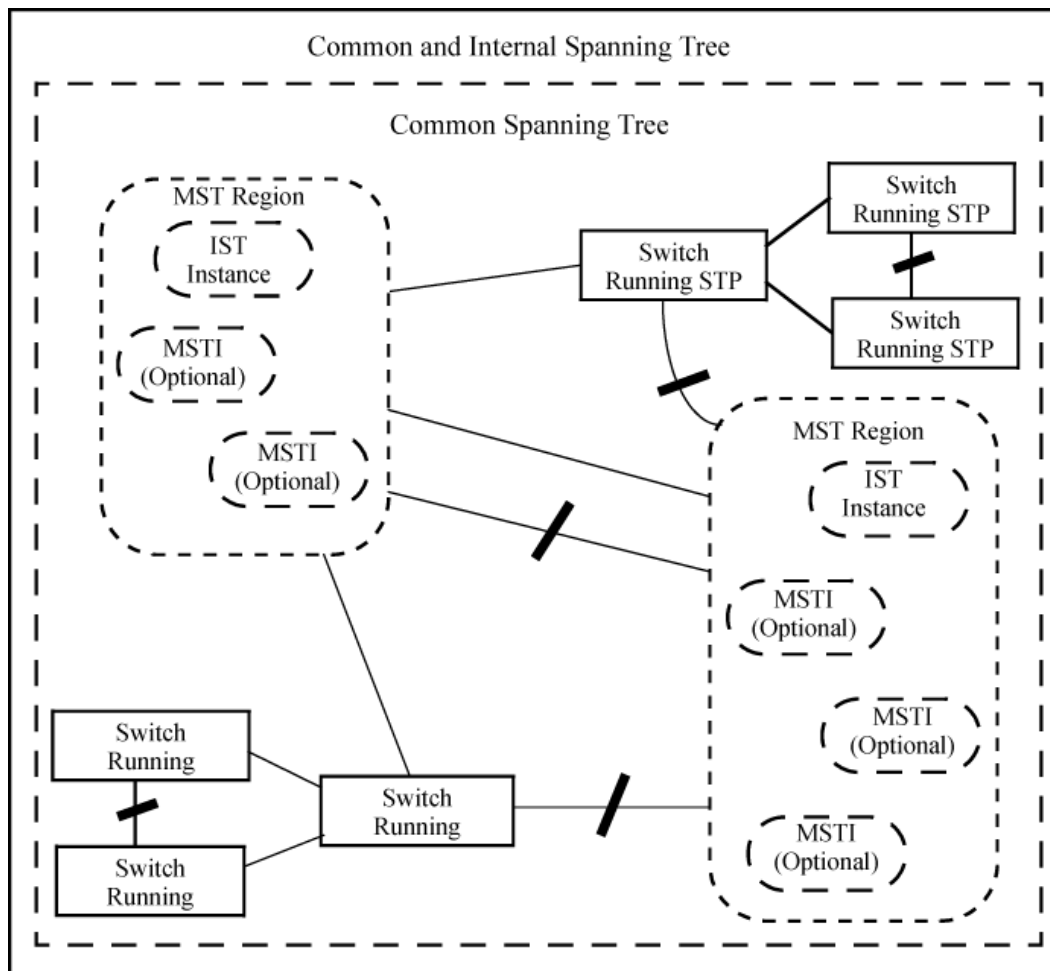 Common and Internal Spanning Tree
Common Spanning Tree
MST Region
IST
Instance
MSTI
(Optional)
MSTI
(Optional)
Switch
Running STP
Switch
Running STP
Switch
Running STP
MST Region
IST
Instance
MSTI
(Optional)
MSTI
(Optional)
MSTI
(Optional)
Switch
Running
Switch
Running
Switch
Running